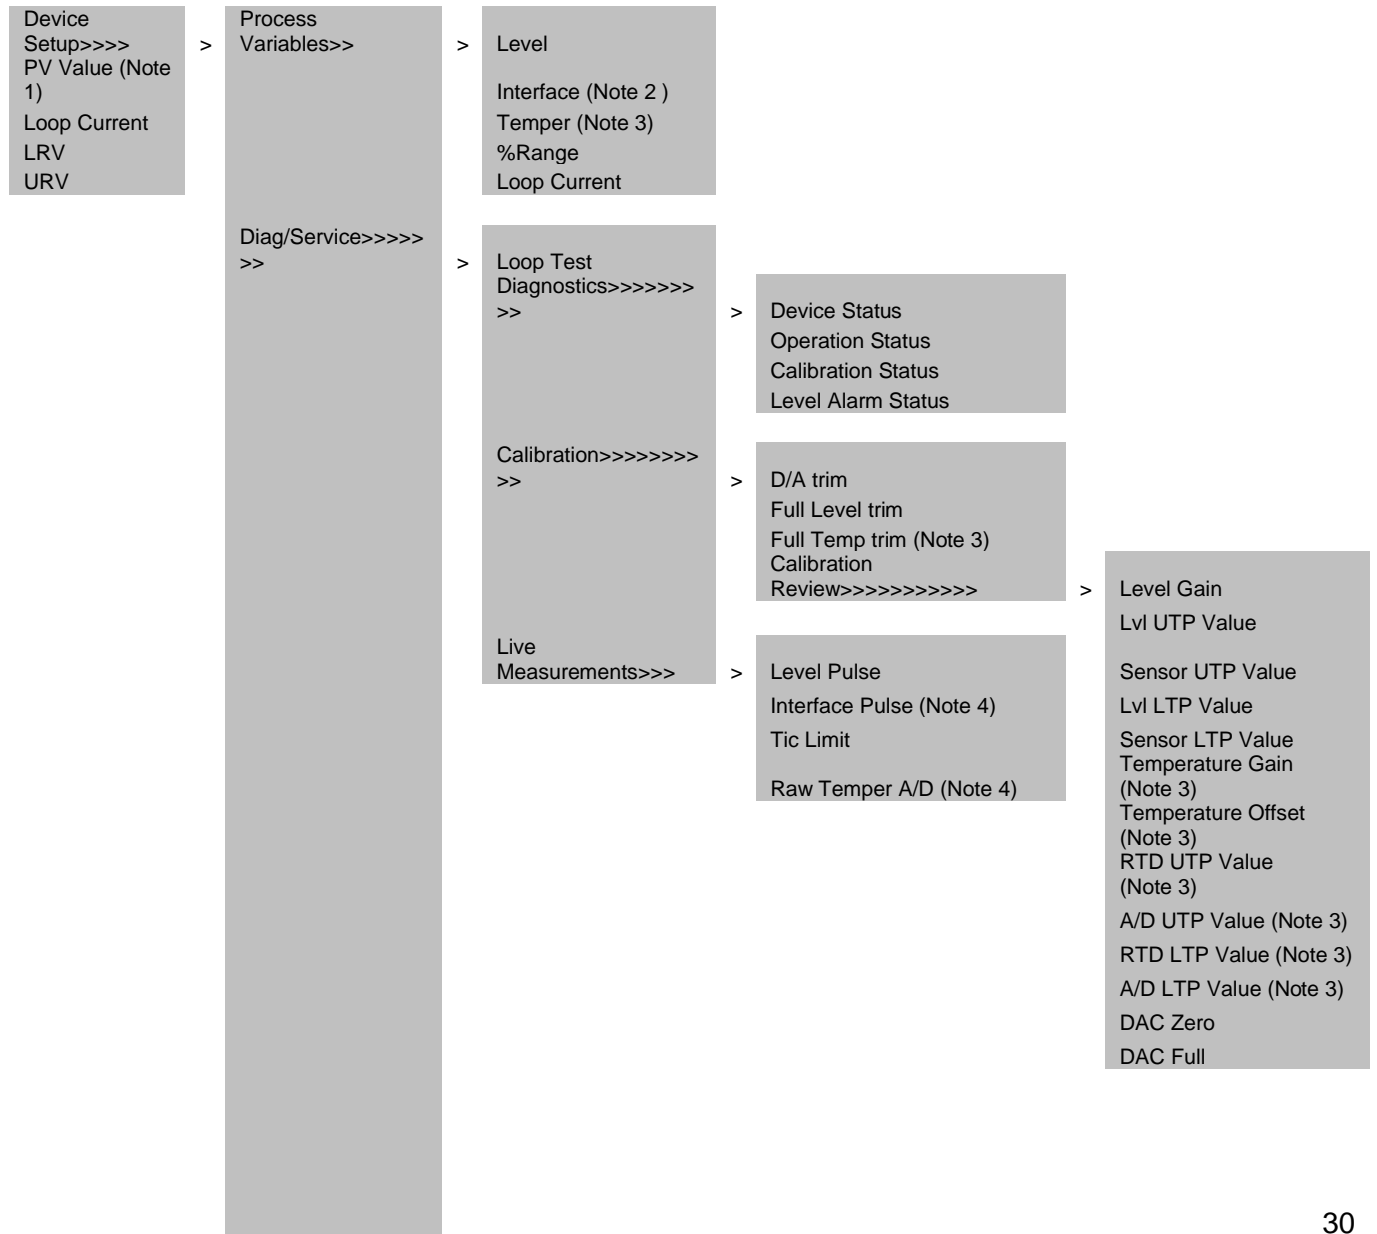 Device
Setup>>>>
PV Value (Note
1)
Loop Current
LRV
URV
>
Process
Variables>>
>
Level
Interface (Note 2 )
Temper (Note 3)
%Range
Loop Current
Diag/Service>>>>>
>>
>
Loop Test
Diagnostics>>>>>>>
>>
>
Device Status
Operation Status
Calibration Status
Level Alarm Status
Calibration>>>>>>>>
>>
>
D/A trim
Full Level trim
Full Temp trim (Note 3)
Calibration
Review>>>>>>>>>>>
>
Level Gain
Lvl UTP Value
Sensor UTP Value
Lvl LTP Value
Sensor LTP Value
Temperature Gain
(Note 3)
Temperature Offset
(Note 3)
RTD UTP Value
(Note 3)
A/D UTP Value (Note 3)
RTD LTP Value (Note 3)
A/D LTP Value (Note 3)
DAC Zero
DAC Full
Live
Measurements>>>
>
Level Pulse
Interface Pulse (Note 4)
Tic Limit
Raw Temper A/D (Note 4)
30